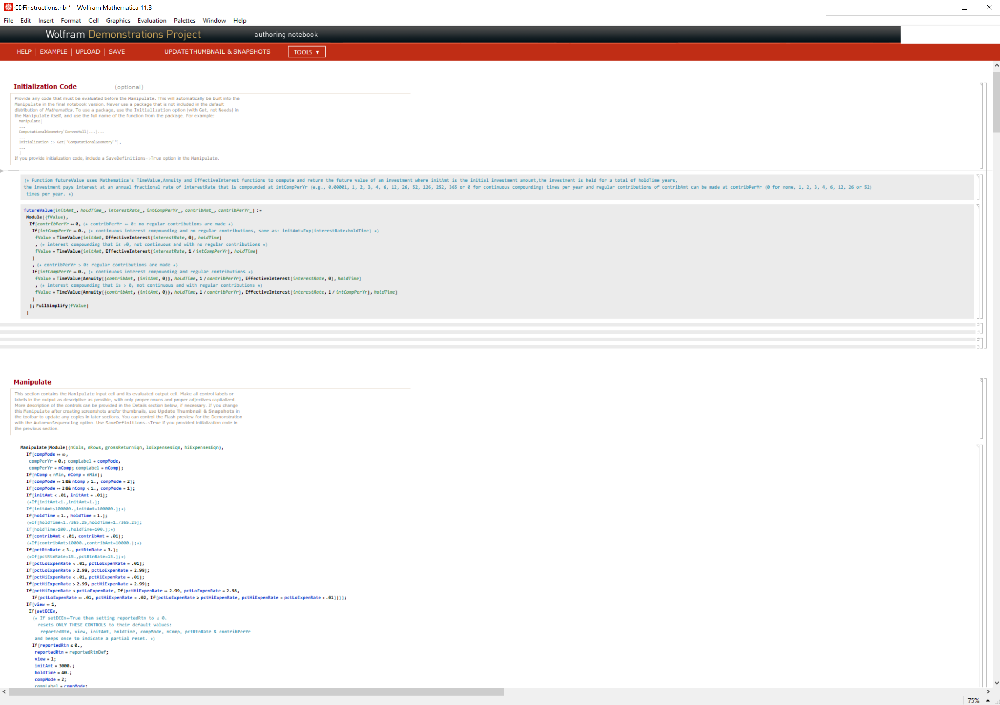 CDFinstructions.nb * - Wolfram Mathematica 11.3
File Edit Insert Format Cell Graphics Evaluation Palettes Window Help
Wolfram Demonstrations Project authoring notebook
HELP | EXAMPLE | UPLOAD | SAVE UPDATE THUMBNAIL & SNAPSHOTS TOOLS ▼
Initialization Code (optional)
Provide any code that must be evaluated before the Manipulate. This will automatically be built into the
Manipulate in the final notebook version. Never use a package that is not included in the default
distribution of Mathematica. To use a package, use the Initialization option (with Get, not Needs) in
the Manipulate itself, and use the full name of the function from the package. For example:
Manipulate[
...
ComputationalGeometry`ConvexHull[...]...
...
Initialization :> Get["ComputationalGeometry`"],
...
]
If you provide initialization code, include a SaveDefinitions->True option in the Manipulate.
(* Function futureValue uses Mathematica's TimeValue,Annuity and EffectiveInterest functions to compute and return the future value of an investment where initAmt is the initial investment amount,the investment is held for a total of holdTime years,
the investment pays interest at an annual fractional rate of interestRate that is compounded at intCompPerYr (e.g., 0.00001, 1, 2, 3, 4, 6, 12, 26, 52, 126, 252, 365 or 0 for continuous compounding) times per year and regular contributions of contribAmt can be made at contribPerYr (0 for none, 1, 2, 3, 4, 6, 12, 26 or 52)
times per year. *)
futureValue[initAmt_, holdTime_, interestRate_, intCompPerYr_, contribAmt_, contribPerYr_] :=
Module[{fValue},
If[contribPerYr == 0, (* contribPerYr == 0: no regular contributions are made *)
If[intCompPerYr == 0., (* continuous interest compounding and no regular contributions, same as: initAmt*Exp[interestRate*holdTime] *)
fValue = TimeValue[initAmt, EffectiveInterest[interestRate, 0], holdTime]
, (* interest compounding that is >0, not continuous and with no regular contributions *)
fValue = TimeValue[initAmt, EffectiveInterest[interestRate, 1 / intCompPerYr], holdTime]
]
, (* contribPerYr > 0: regular contributions are made *)
If[intCompPerYr == 0., (* continuous interest compounding and regular contributions *)
fValue = TimeValue[Annuity[{contribAmt, {initAmt, 0}}, holdTime, 1 / contribPerYr], EffectiveInterest[interestRate, 0], holdTime]
, (* interest compounding that is > 0, not continuous and with regular contributions *)
fValue = TimeValue[Annuity[{contribAmt, {initAmt, 0}}, holdTime, 1 / contribPerYr], EffectiveInterest[interestRate, 1 / intCompPerYr], holdTime]
]
]; FullSimplify[fValue]
]
Manipulate
This section contains the Manipulate input cell and its evaluated output cell. Make all control labels or
labels in the output as descriptive as possible, with only proper nouns and proper adjectives capitalized.
More description of the controls can be provided in the Details section below, if necessary. If you change
this Manipulate after creating screenshots and/or thumbnails, use Update Thumbnail & Snapshots in
the toolbar to update any copies in later sections. You can control the Flash preview for the Demonstration
with the AutorunSequencing option. Use SaveDefinitions->True if you provided initialization code in
the previous section.
Manipulate[Module[{nCols, nRows, grossReturnEqn, loExpensesEqn, hiExpensesEqn},
If[compMode == ∞,
compPerYr = 0.; compLabel = compMode,
compPerYr = nComp; compLabel = nComp];
If[nComp < nMin, nComp = nMin];
If[compMode == 1 && nComp > 1., compMode = 2];
If[compMode == 2 && nComp < 1., compMode = 1];
If[initAmt < .01, initAmt = .01];
(*If[initAmt<1.,initAmt=1.];
If[initAmt>100000.,initAmt=100000.];*)
If[holdTime < 1., holdTime = 1.];
(*If[holdTime<1./365.25,holdTime=1./365.25];
If[holdTime>100.,holdTime=100.];*)
If[contribAmt < .01, contribAmt = .01];
(*If[contribAmt>10000.,contribAmt=10000.];*)
If[pctRtnRate < 3., pctRtnRate = 3.];
(*If[pctRtnRate>15.,pctRtnRate=15.];*)
If[pctLoExpenRate < .01, pctLoExpenRate = .01];
If[pctLoExpenRate > 2.98, pctLoExpenRate = 2.98];
If[pctHiExpenRate < .01, pctHiExpenRate = .01];
If[pctHiExpenRate > 2.99, pctHiExpenRate = 2.99];
If[pctHiExpenRate ≤ pctLoExpenRate, If[pctHiExpenRate == 2.99, pctLoExpenRate = 2.98,
If[pctLoExpenRate == .01, pctHiExpenRate = .02, If[pctLoExpenRate ≥ pctHiExpenRate, pctHiExpenRate = pctLoExpenRate + .01]]]];
If[view == 1,
If[setECEn,
(* If setECEn==True then setting reportedRtn to ≤ 0.
resets ONLY THESE CONTROLS to their default values:
reportedRtn, view, initAmt, holdTime, compMode, nComp, pctRtnRate & contribPerYr
and beeps once to indicate a partial reset. *)
If[reportedRtn ≤ 0.,
reportedRtn = reportedRtnDef;
view = 1;
initAmt = 3000.;
holdTime = 40.;
compMode = 2;
compLabel = compMode;
75%